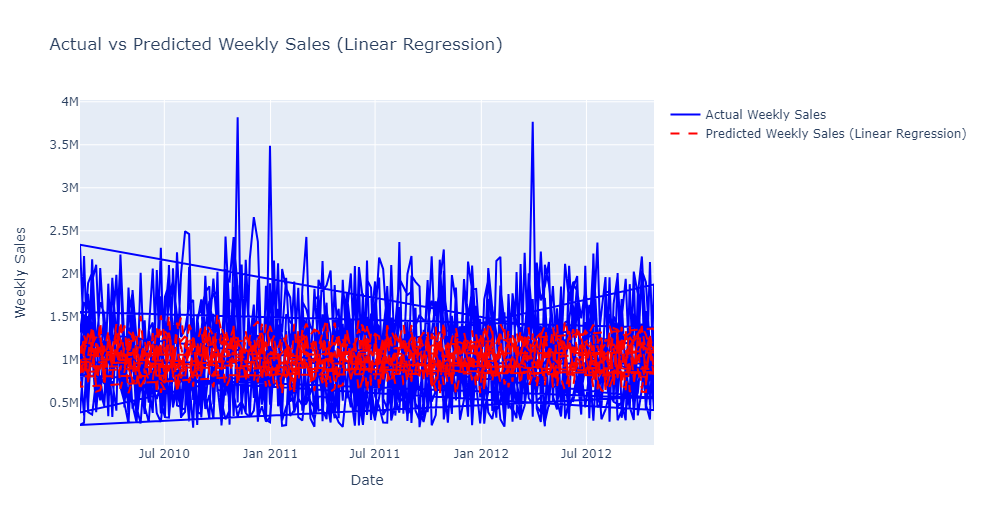 Actual vs Predicted Weekly Sales (Linear Regression)
4M
3.5M
3M
2.5M
2M
1.5M
1M
0.5M
Weekly Sales
Jul 2010
Jan 2011
Jul 2011
Jan 2012
Jul 2012
Date
Actual Weekly Sales
Predicted Weekly Sales (Linear Regression)